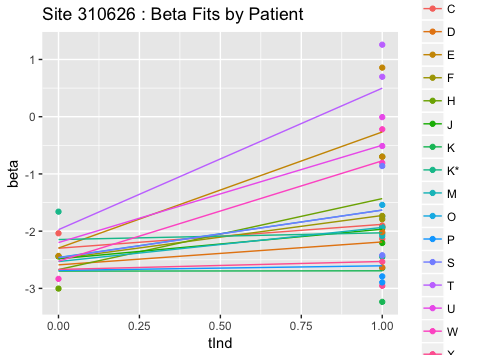 Site 310626 : Beta Fits by Patient
1
0
-1
-2
-3
beta
0.00 0.25 0.50 0.75 1.00
tInd
C
D
E
F
H
J
K
K*
M
O
P
S
T
U
W